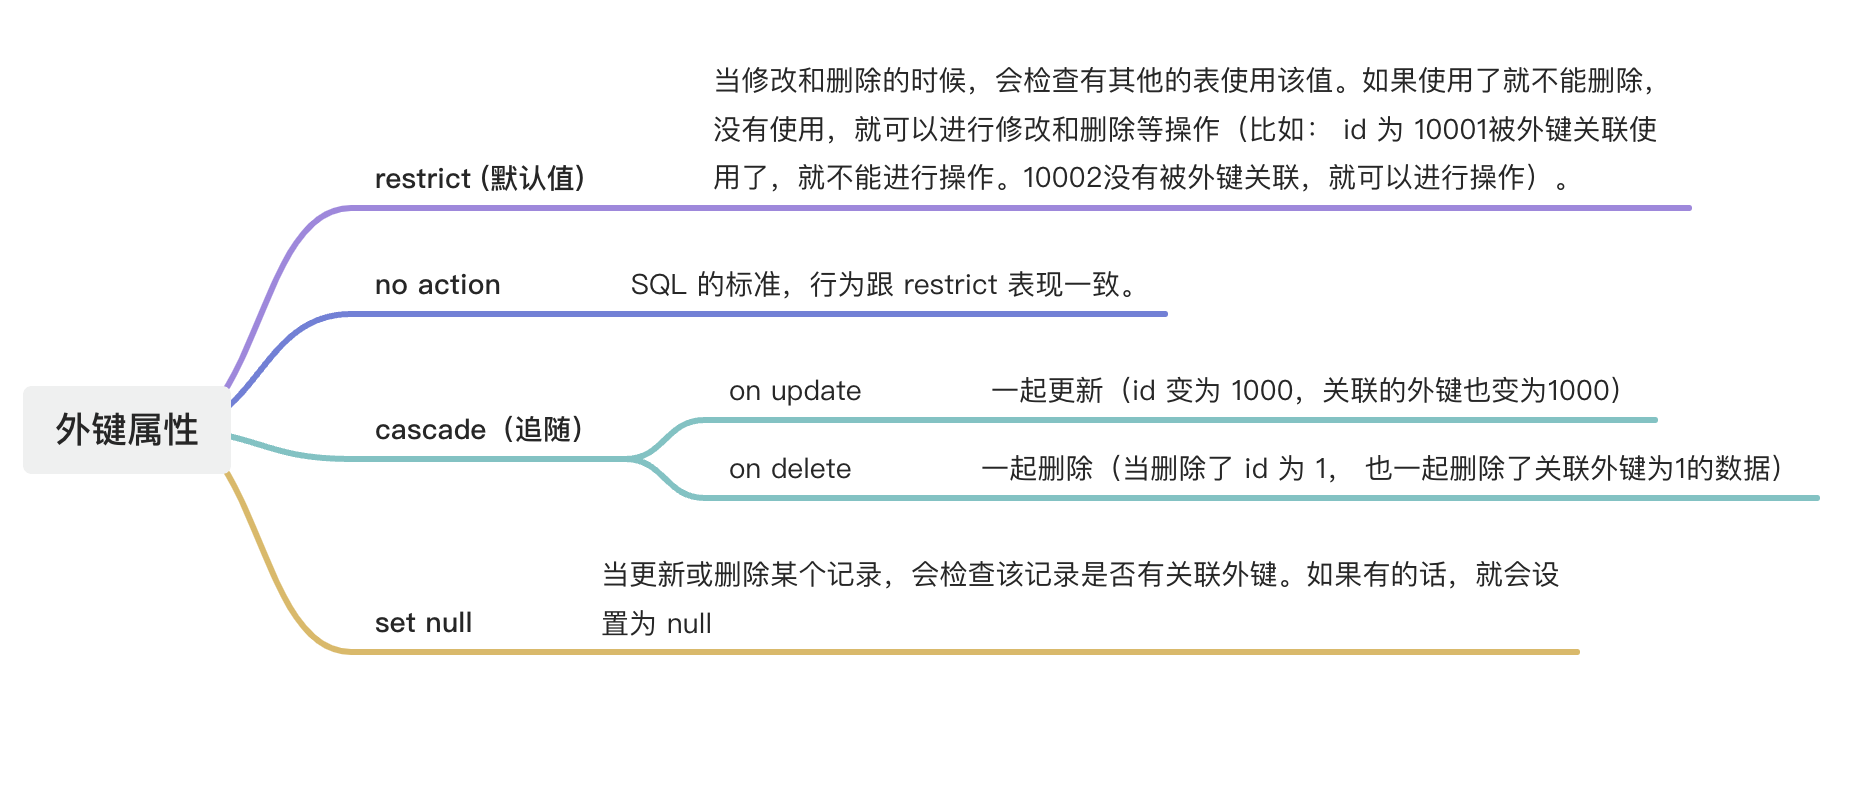 当修改和删除的时候，会检查有其他的表使用该值。如果使用了就不能删除，
没有使用，就可以进行修改和删除等操作（比如： id 为 10001被外键关联使
restrict (默认值)
用了，就不能进行操作。10002没有被外键关联，就可以进行操作）。
no action
SQL 的标准，行为跟 restrict 表现一致。
外键属性
cascade（追随）
on update
一起更新（id 变为 1000，关联的外键也变为1000）
on delete
一起删除（当删除了 id 为 1， 也一起删除了关联外键为1的数据）
set null
当更新或删除某个记录，会检查该记录是否有关联外键。如果有的话，就会设
置为 null